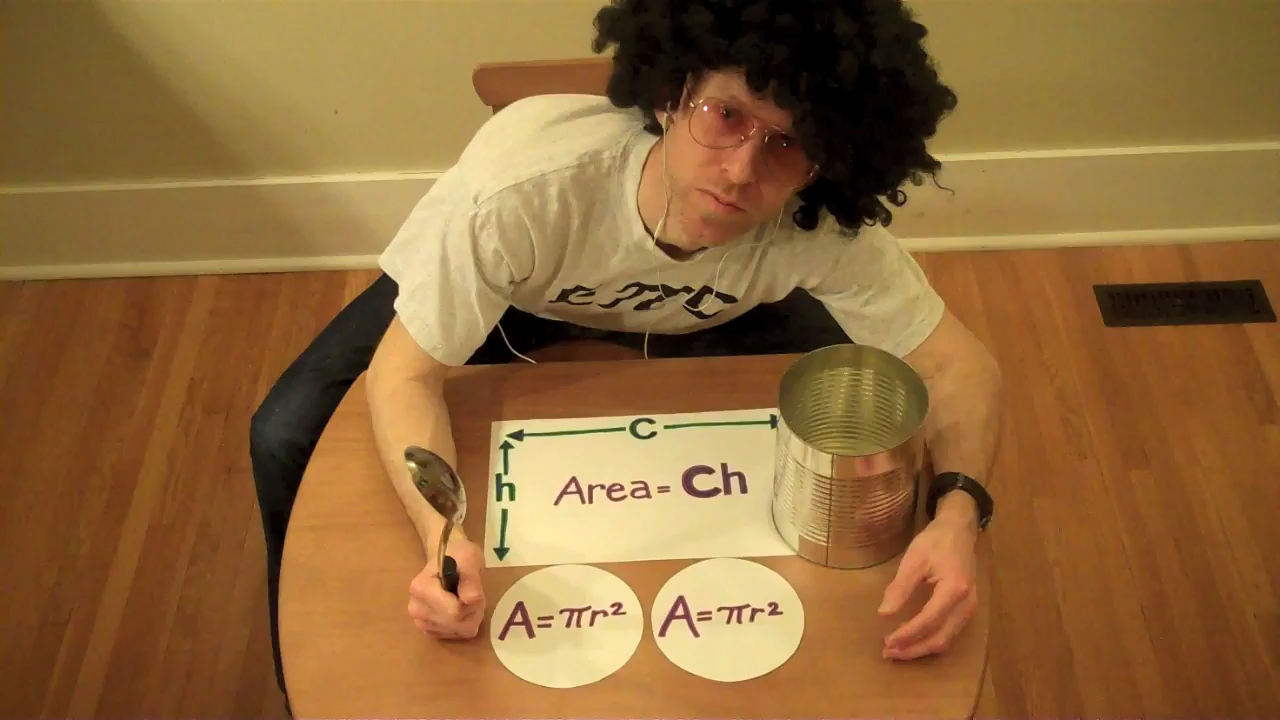 C
h
Area = Ch
A=πr²
A=πr²